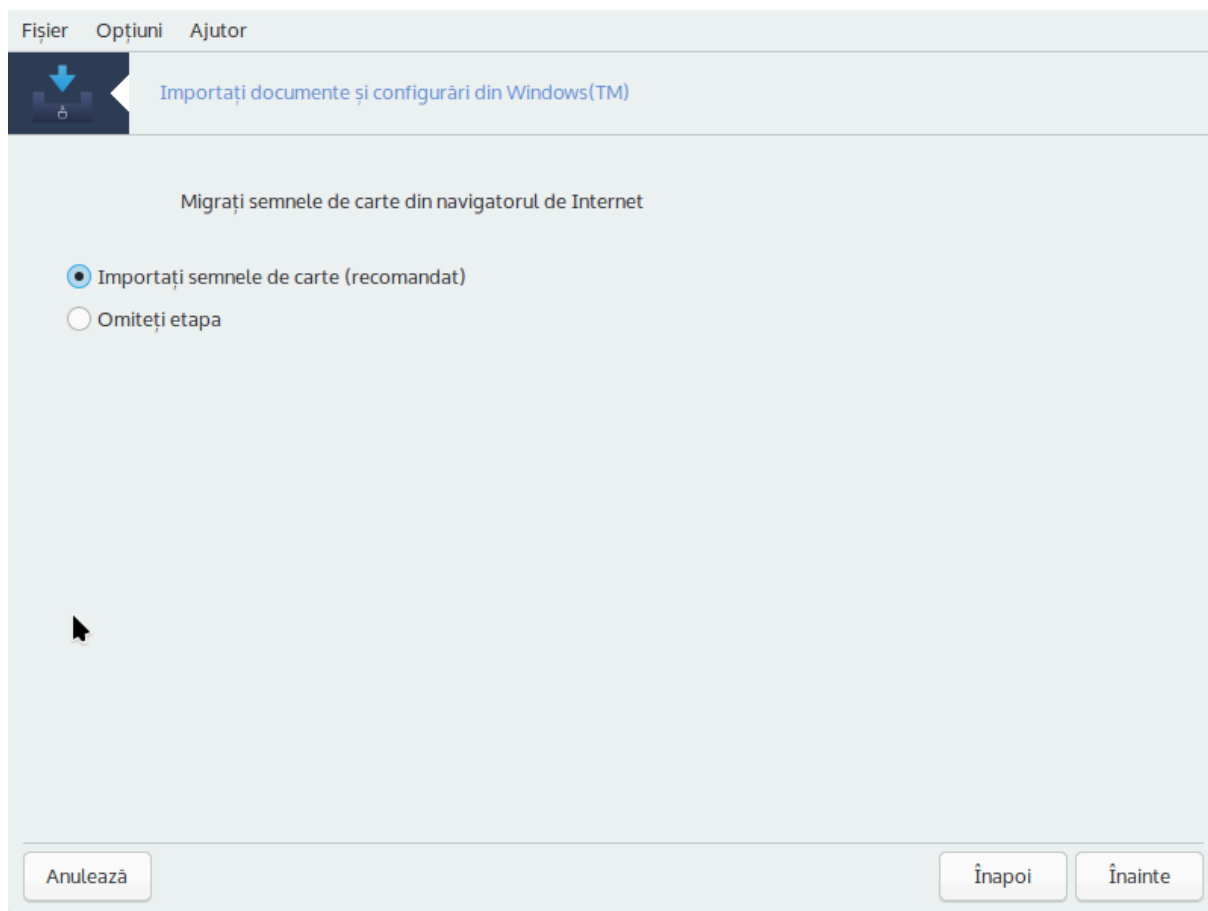 Fișier Opțiuni Ajutor
Importați documente și configurări din Windows(TM)
Migrați semnele de carte din navigatorul de Internet
Importați semnele de carte (recomandat)
Omiteți etapa
Anulează Înapoi Înainte